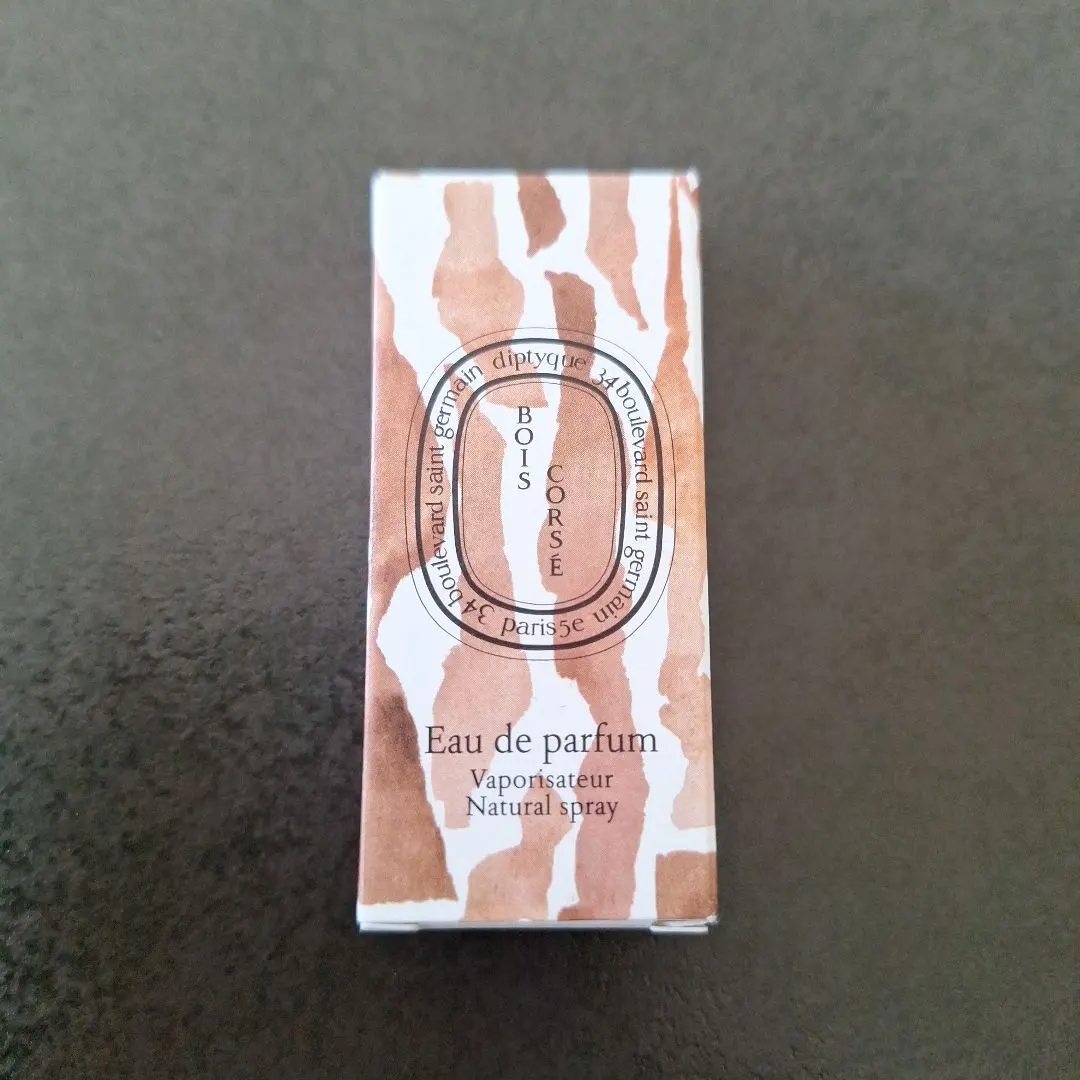 diptyque 34 boulevard saint germain paris 5e 34 boulevard saint germain
BOIS
CORSÉ
Eau de parfum
Vaporisateur
Natural spray